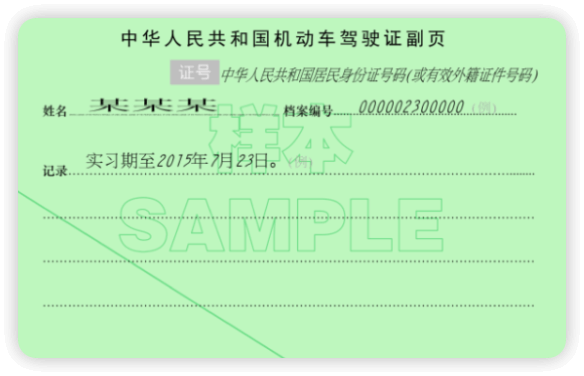 中华人民共和国机动车驾驶证副页
证号 中华人民共和国居民身份证号码(或有效外籍证件号码)
姓名 某某某 档案编号 000002300000 (例)
样本
记录 实习期至2015年7月23日。(例)
SAMPLE